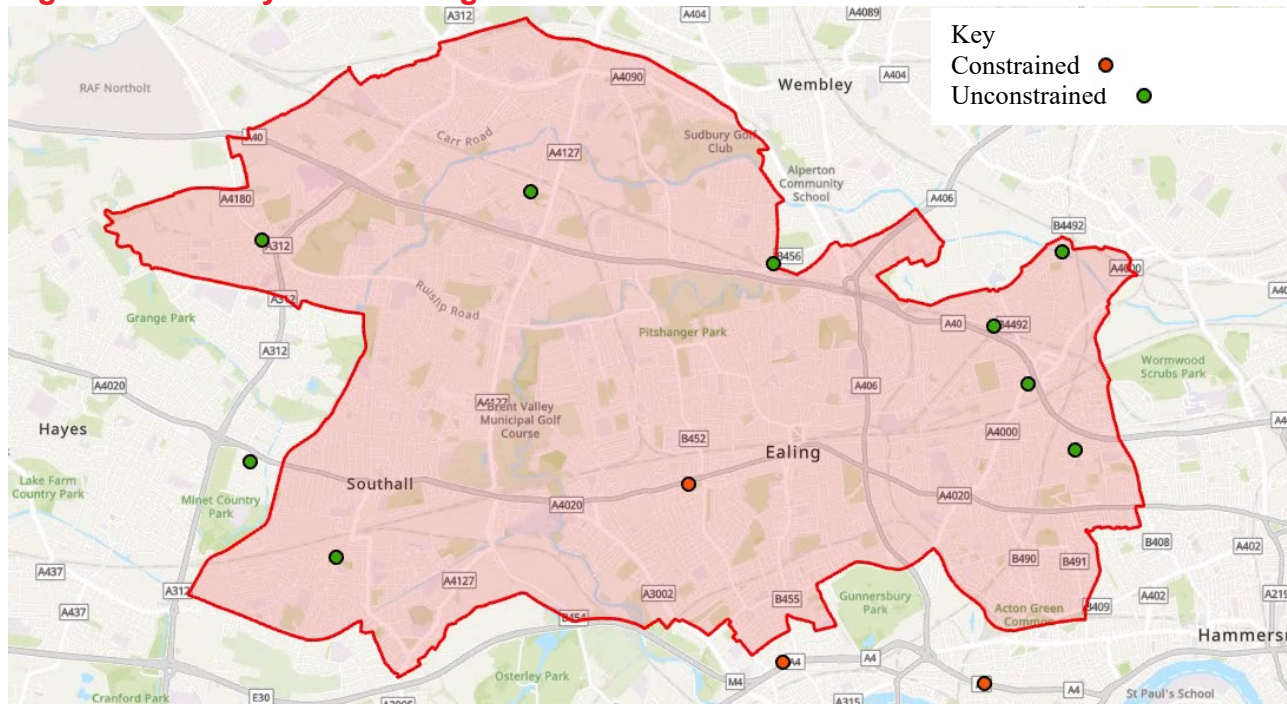 Key
Constrained
Unconstrained
A312
A404
A4089
Wembley
A404
RAF Northolt
A4090
A40
Carr Road
Sudbury Golf
Club
A4127
Alperton
Community
School
A4180
A406
B4492
A312
B456
A4000
A312
Ruislip Road
Grange Park
A40
B4492
Pitshanger Park
A312
Wormwood
Scrubs Park
A4020
A406
A4127
Brent Valley
Municipal Golf
Course
Hayes
B452
A4000
Ealing
Lake Farm
Country Park
Southall
Minet Country
Park
A4020
A4020
B408
A402
A437
A4127
B490
B491
A312
A3002
B455
Gunnersbury
Park
A402
A219
A437
B454
Acton Green
Common
B409
Hammersm
A4
A4
Osterley Park
M4
A4
St Paul's School
Cranford Park
E30
A315